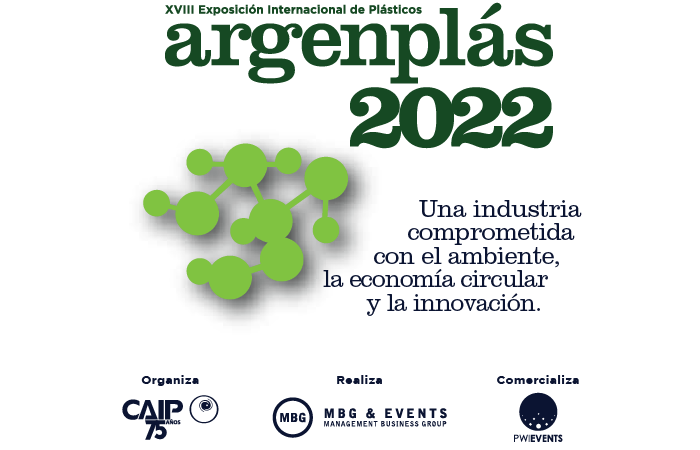 XVIII Exposición Internacional de Plásticos
argenplás
2022
Una industria
comprometida
con el ambiente,
la economía circular
y la innovación.
Organiza
CAIP
75 AÑOS
Realiza
MBG
MBG & EVENTS
MANAGEMENT BUSINESS GROUP
Comercializa
PWIEVENTS